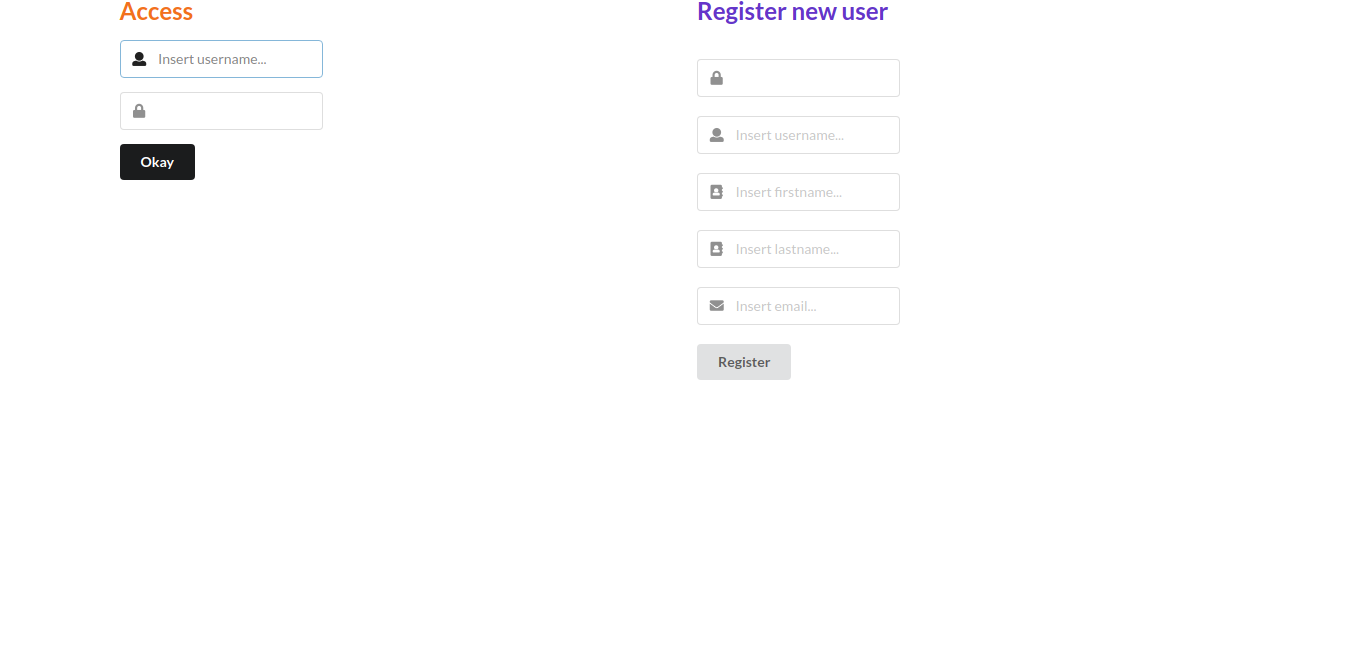 Access
Insert username...
Okay
Register new user
Insert username...
Insert firstname...
Insert lastname...
Insert email...
Register